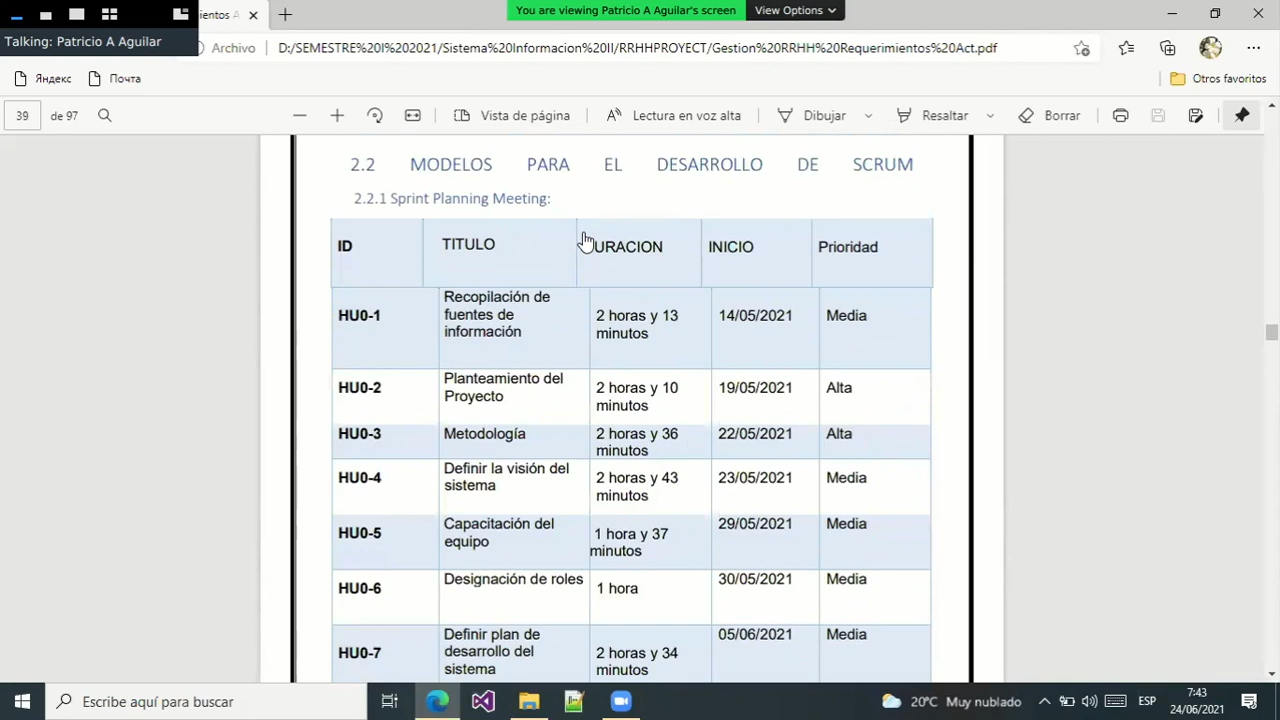 ientos A
You are viewing Patricio A Aguilar's screen
View Options
Talking: Patricio A Aguilar
Archivo
D:/SEMESTRE%20I%202021/Sistema%20Informacion%20II/RRHHPROYECT/Gestion%20RRHH%20Requerimientos%20Act.pdf
Яндекс
Почта
Otros favoritos
39 de 97
Vista de página
Lectura en voz alta
Dibujar
Resaltar
Borrar
2.2 MODELOS PARA EL DESARROLLO DE SCRUM
2.2.1 Sprint Planning Meeting:
ID TITULO URACION INICIO Prioridad
HU0-1
Recopilación de
fuentes de
información
2 horas y 13
minutos
14/05/2021
Media
HU0-2
Planteamiento del
Proyecto
2 horas y 10
minutos
19/05/2021
Alta
HU0-3
Metodología
2 horas y 36
minutos
22/05/2021
Alta
HU0-4
Definir la visión del
sistema
2 horas y 43
minutos
23/05/2021
Media
HU0-5
Capacitación del
equipo
1 hora y 37
minutos
29/05/2021
Media
HU0-6
Designación de roles
1 hora
30/05/2021
Media
HU0-7
Definir plan de
desarrollo del
sistema
2 horas y 34
minutos
05/06/2021
Media
Escribe aquí para buscar
20°C Muy nublado
ESP
7:43
24/06/2021